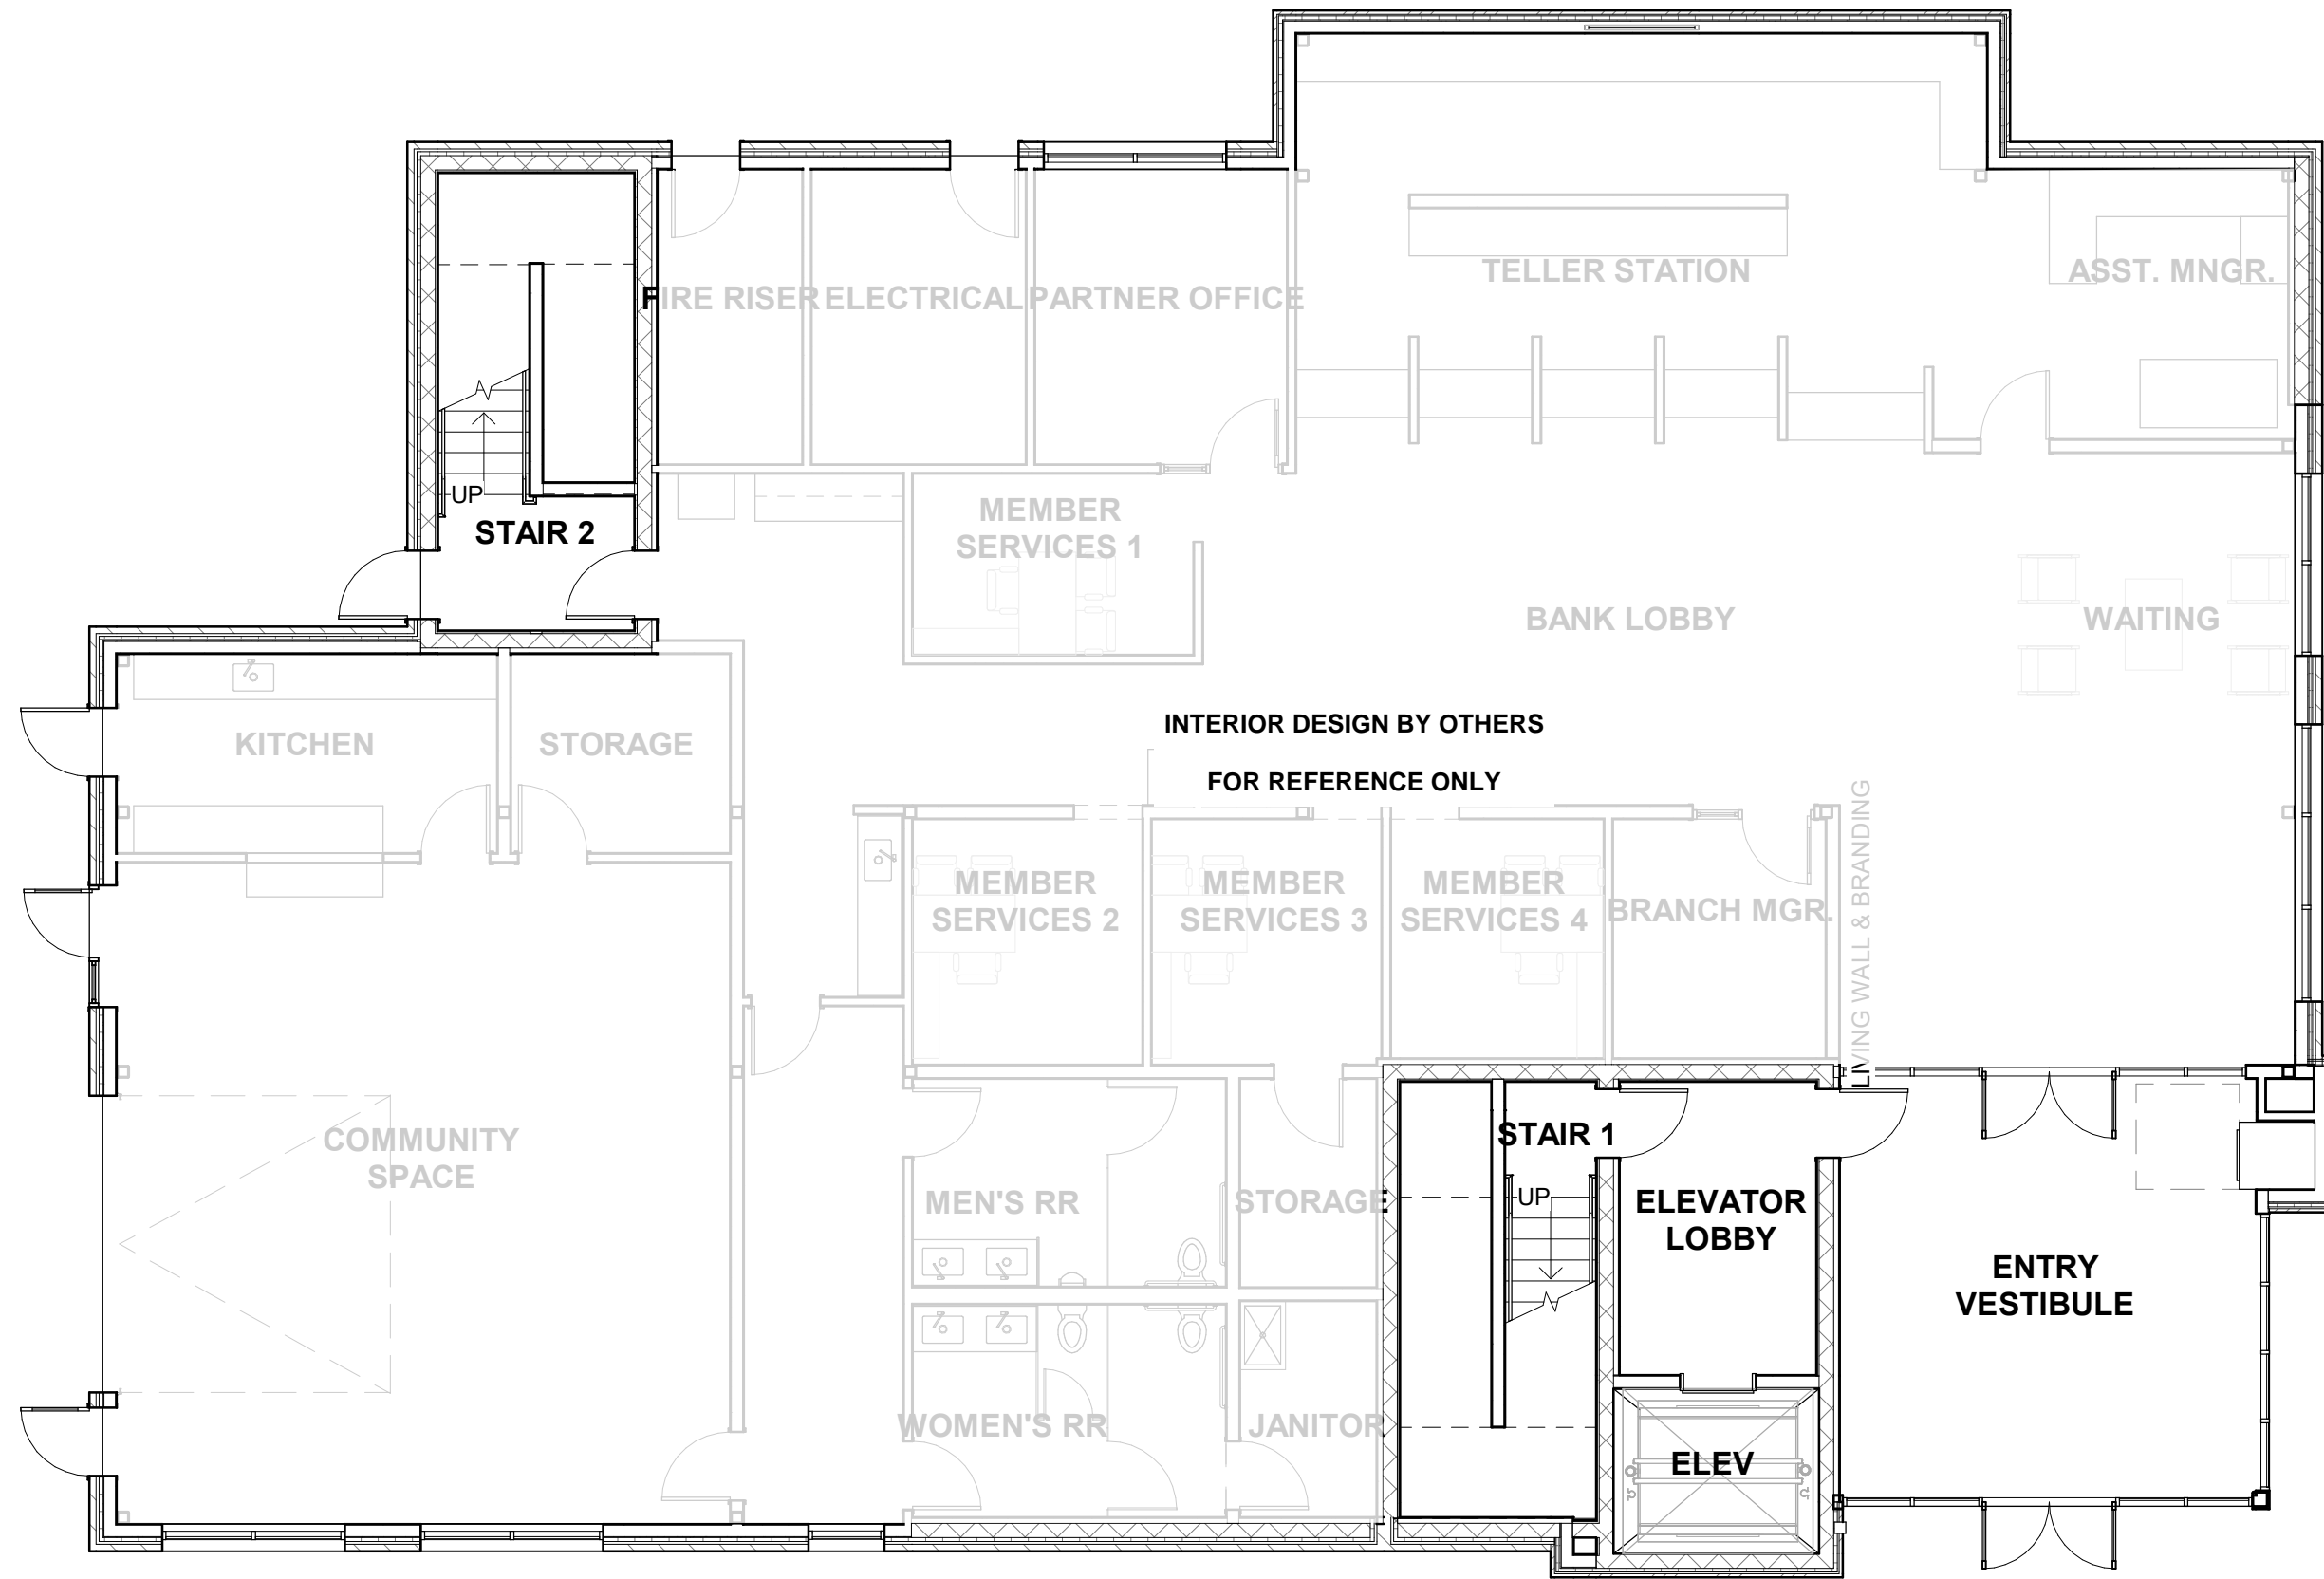 TELLER STATION
ASST. MNGR.
FIRE RISER
ELECTRICAL
PARTNER OFFICE
UP
STAIR 2
MEMBER
SERVICES 1
BANK LOBBY
WAITING
INTERIOR DESIGN BY OTHERS
FOR REFERENCE ONLY
KITCHEN
STORAGE
MEMBER
SERVICES 2
MEMBER
SERVICES 3
MEMBER
SERVICES 4
BRANCH MGR.
LIVING WALL & BRANDING
COMMUNITY
SPACE
MEN'S RR
STORAGE
STAIR 1
UP
ELEVATOR
LOBBY
ENTRY
VESTIBULE
WOMEN'S RR
JANITOR
ELEV